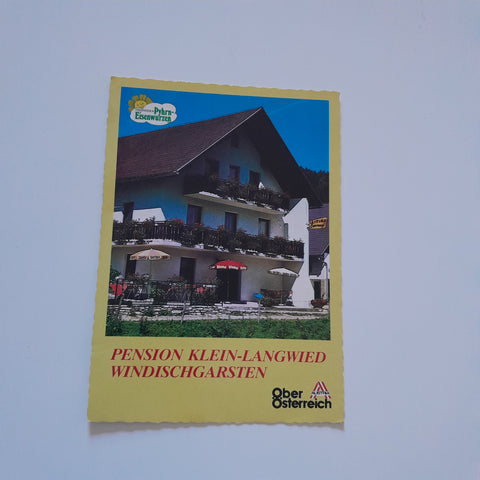 Pyhrn-
Eisenwurzen
PENSION KLEIN-LANGWIED
WINDISCHGARSTEN
Ober
Österreich